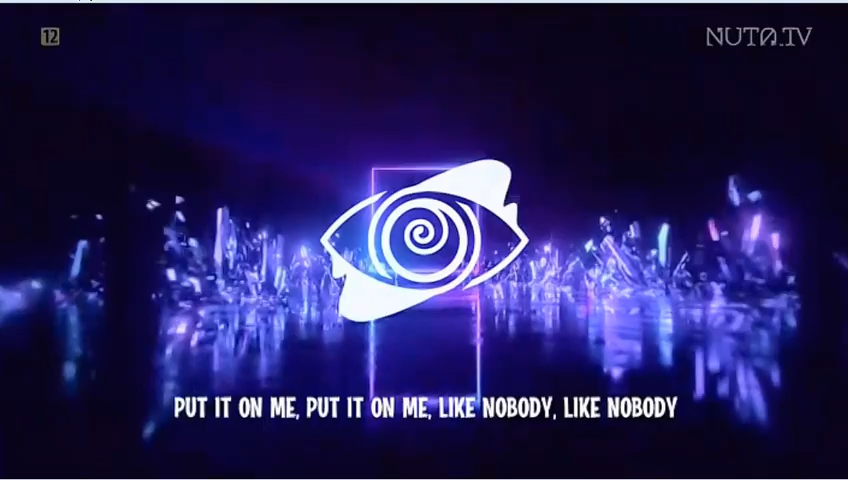 12
NUTA.TV
PUT IT ON ME, PUT IT ON ME, LIKE NOBODY, LIKE NOBODY